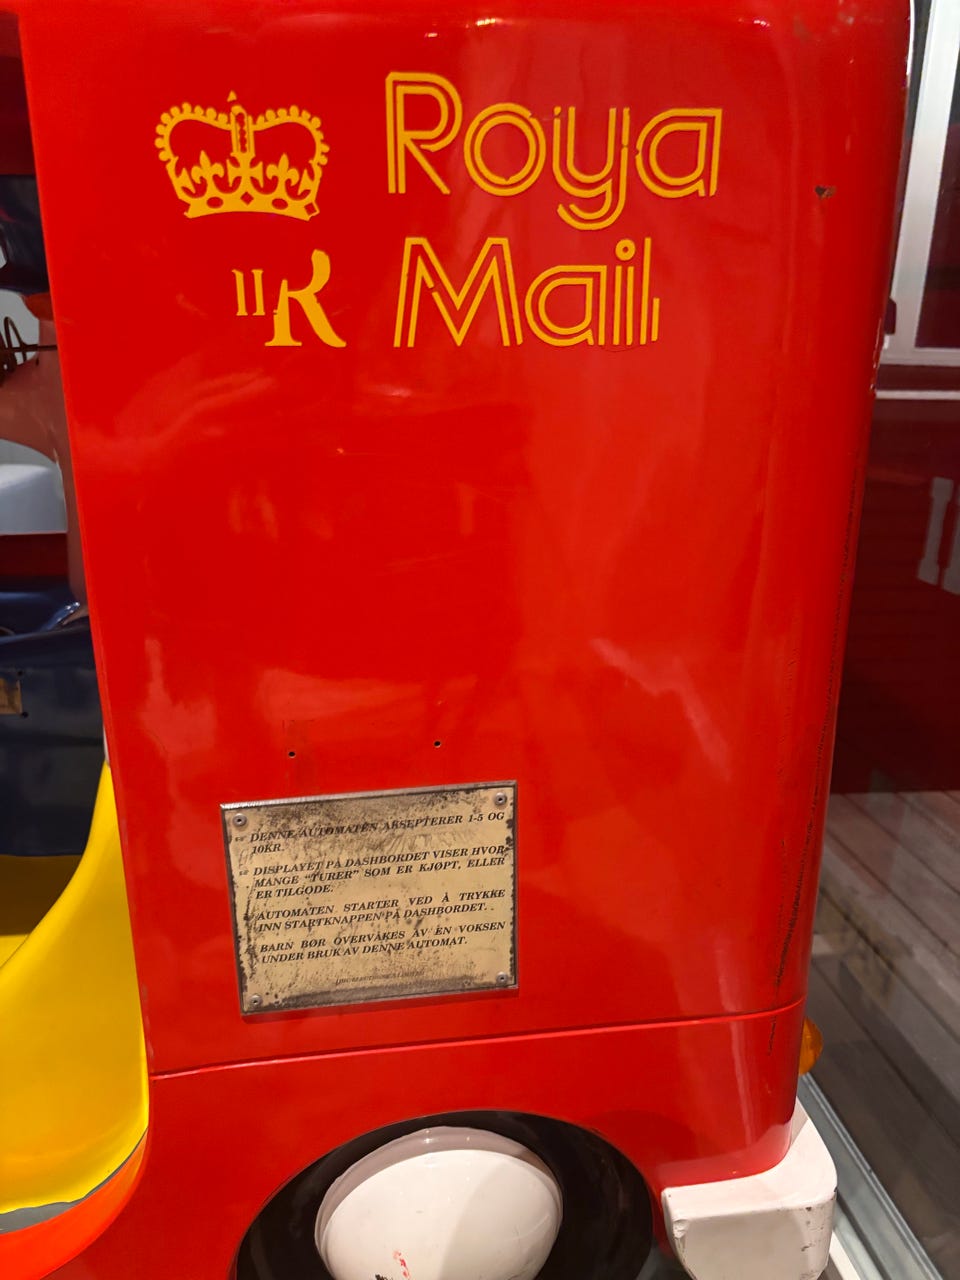 Roya
Mail
IIR
DENNE AUTOMATEN AKSEPTERER 1-5 OG
10KR.
DISPLAYET PÅ DASHBORDET VISER HVOR
MANGE "TURER" SOM ER KJØPT, ELLER
ER TILGODE.
AUTOMATEN STARTER VED Å TRYKKE
INN STARTKNAPPEN PÅ DASHBORDET.
BARN BØR OVERVÅKES AV EN VOKSEN
UNDER BRUK AV DENNE AUTOMAT.